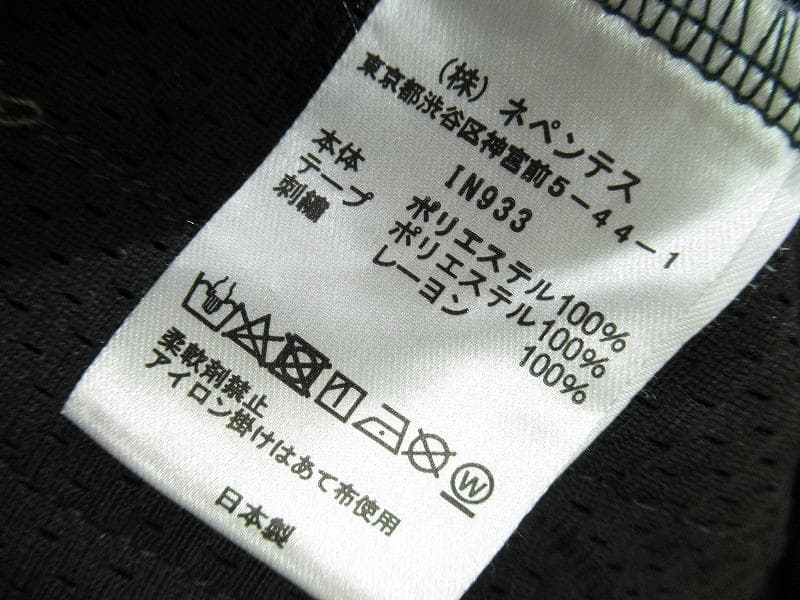 (株) ネペンテス
東京都渋谷区神宮前5-44-1
IN933
本体 ポリエステル100%
テープ ポリエステル100%
刺繍 レーヨン 100%
W
柔軟剤禁止
アイロン掛けはあて布使用
日本製